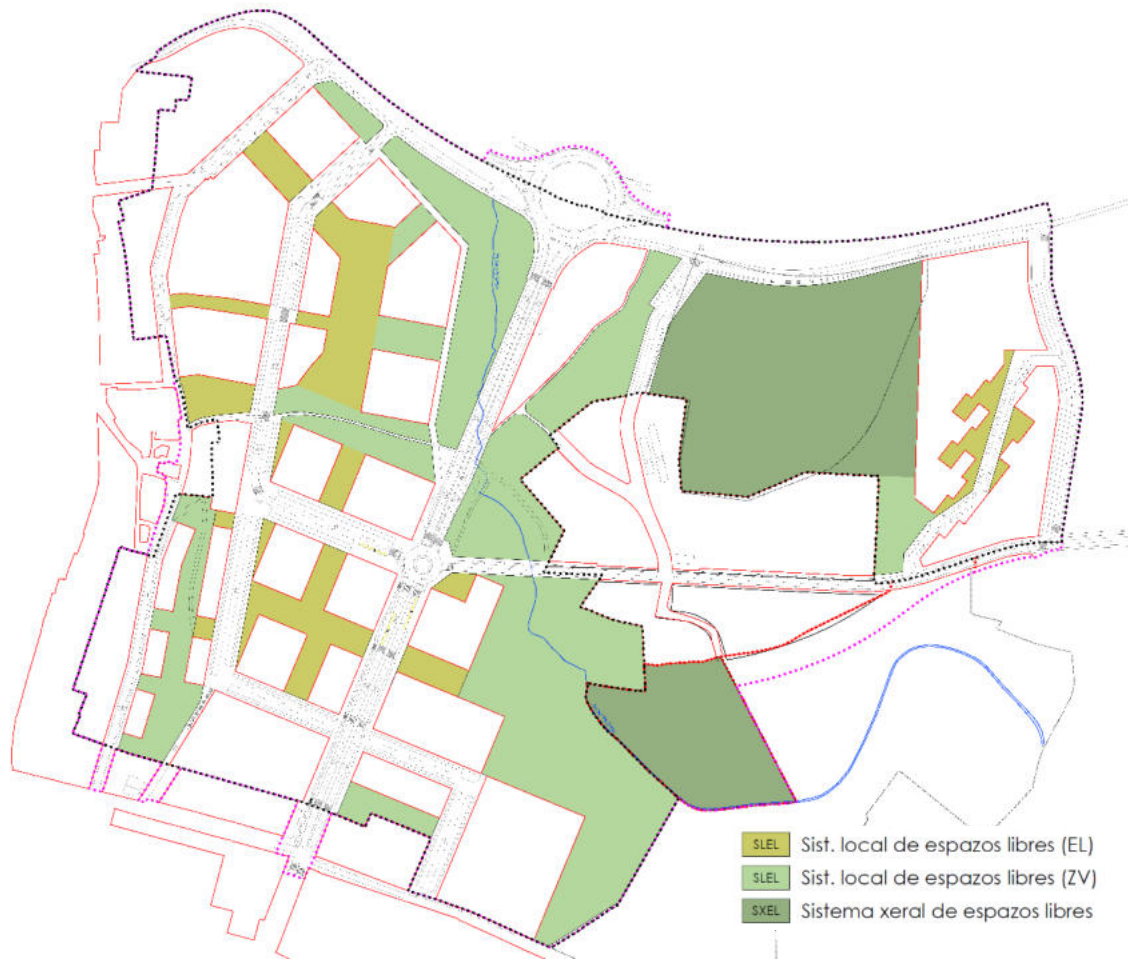 SLEL Sist. local de espazos libres (EL)
SLEL Sist. local de espazos libres (ZV)
SXEL Sistema xeral de espazos libres